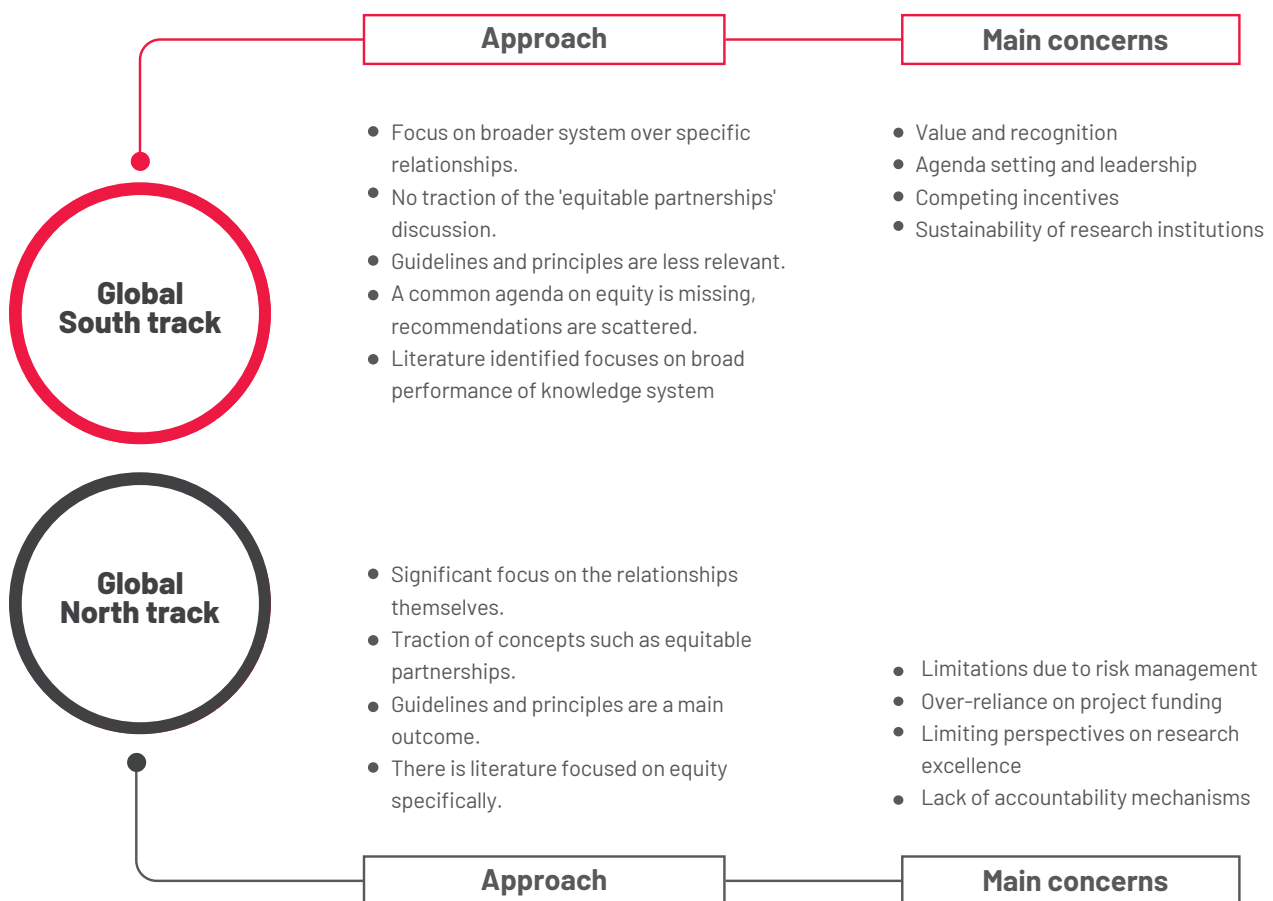 Approach
Main concerns
Global
South track
Focus on broader system over specific
relationships.
No traction of the 'equitable partnerships'
discussion.
Guidelines and principles are less relevant.
A common agenda on equity is missing,
recommendations are scattered.
Literature identified focuses on broad
performance of knowledge system
Value and recognition
Agenda setting and leadership
Competing incentives
Sustainability of research institutions
Global
North track
Significant focus on the relationships
themselves.
Traction of concepts such as equitable
partnerships.
Guidelines and principles are a main
outcome.
There is literature focused on equity
specifically.
Limitations due to risk management
Over-reliance on project funding
Limiting perspectives on research
excellence
Lack of accountability mechanisms
Approach
Main concerns